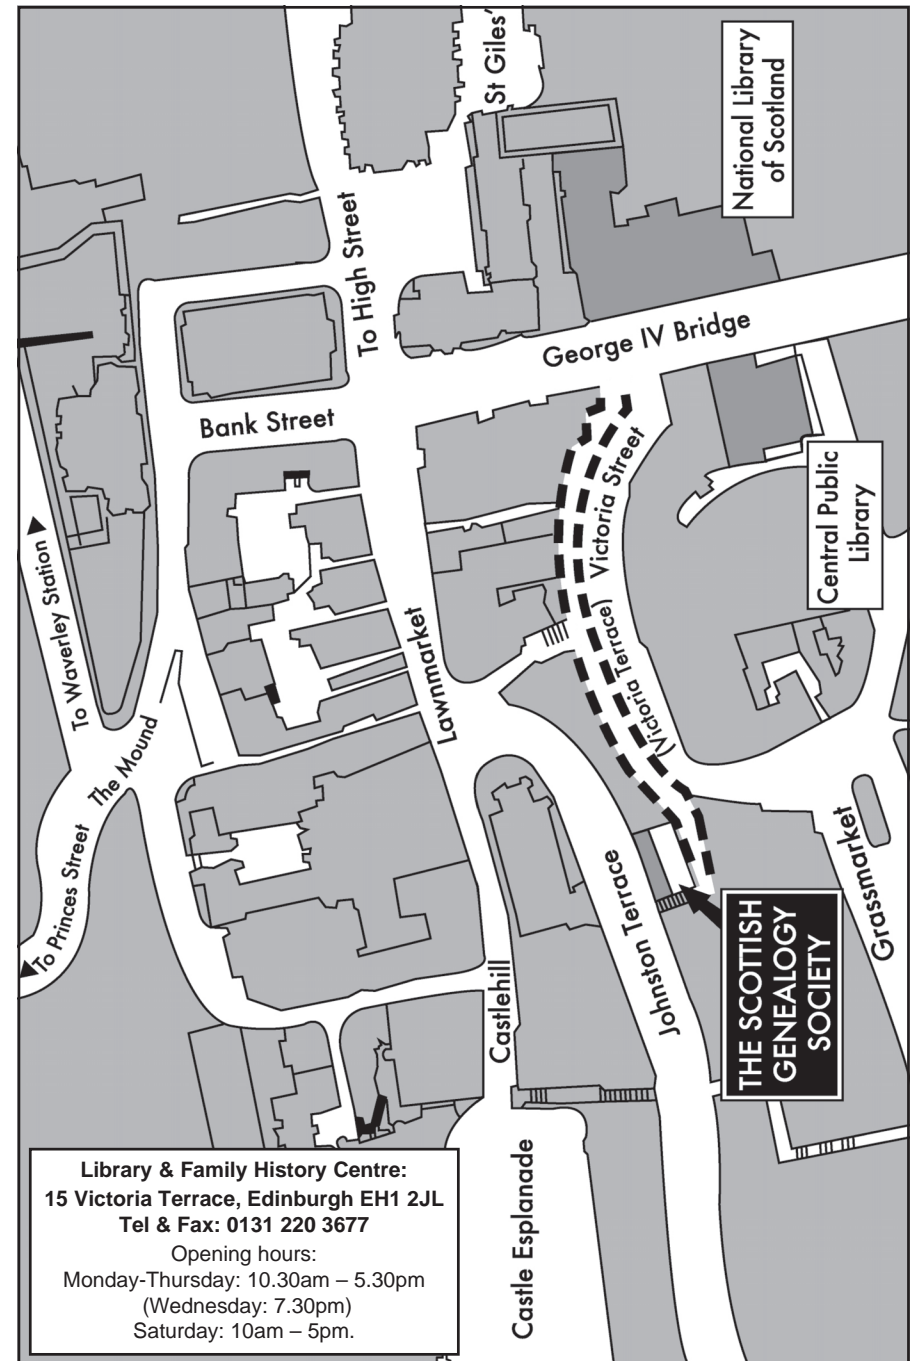 St Giles'
National Library
of Scotland
To High Street
George IV Bridge
Bank Street
Victoria Street
Central Public
Library
To Waverley Station
Lawnmarket
(Victoria Terrace)
The Mound
To Princes Street
Johnston Terrace
Grassmarket
THE SCOTTISH
GENEALOGY
SOCIETY
Castlehill
Castle Esplanade
Library & Family History Centre:
15 Victoria Terrace, Edinburgh EH1 2JL
Tel & Fax: 0131 220 3677
Opening hours:
Monday-Thursday: 10.30am – 5.30pm
(Wednesday: 7.30pm)
Saturday: 10am – 5pm.